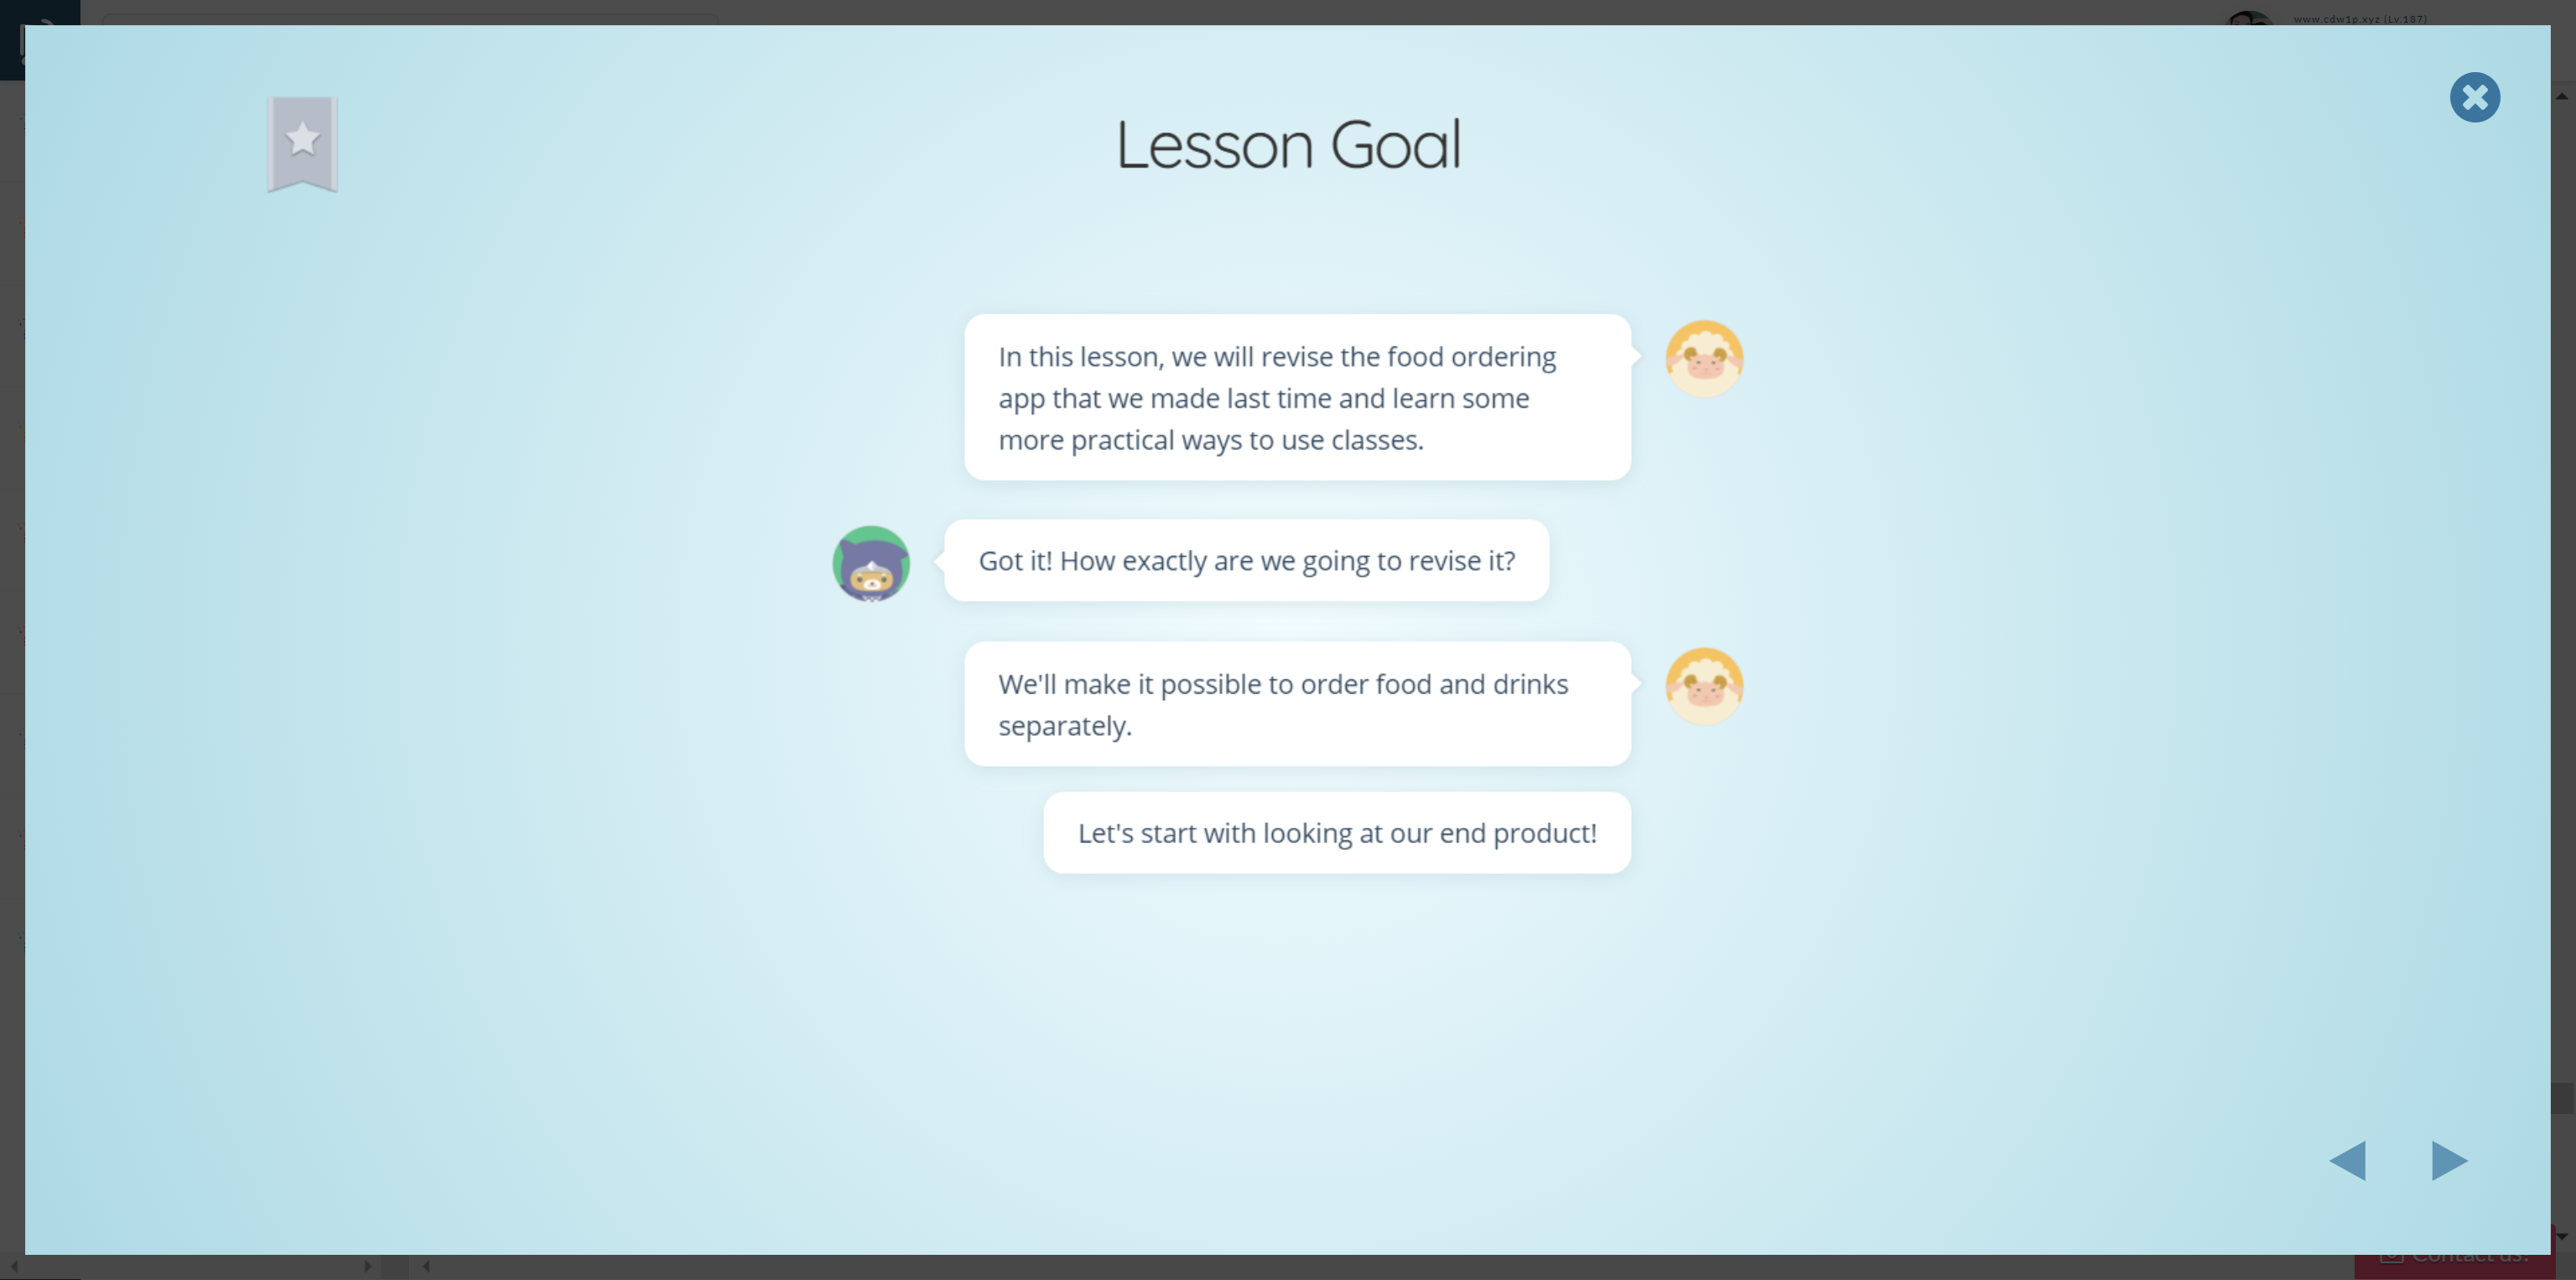 www.cdw1p.xyz (Lv.187)
Lesson Goal
In this lesson, we will revise the food ordering
app that we made last time and learn some
more practical ways to use classes.
Got it! How exactly are we going to revise it?
We'll make it possible to order food and drinks
separately.
Let's start with looking at our end product!
Contact us!